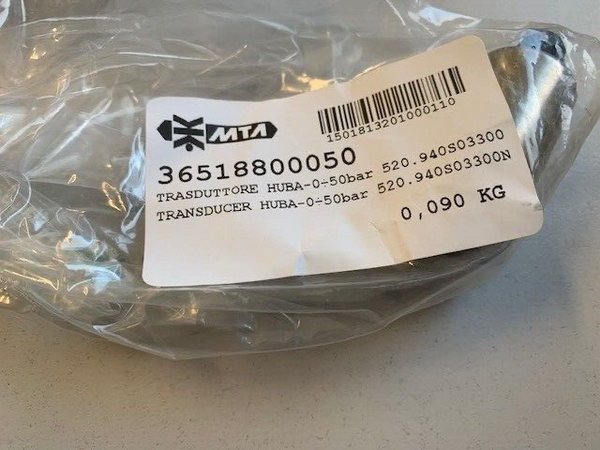 MTA
1501813201000110
36518800050
TRASDUTTORE HUBA-0÷50bar 520.940S03300
TRANSDUCER HUBA-0÷50bar 520.940S03300N
0,090 KG